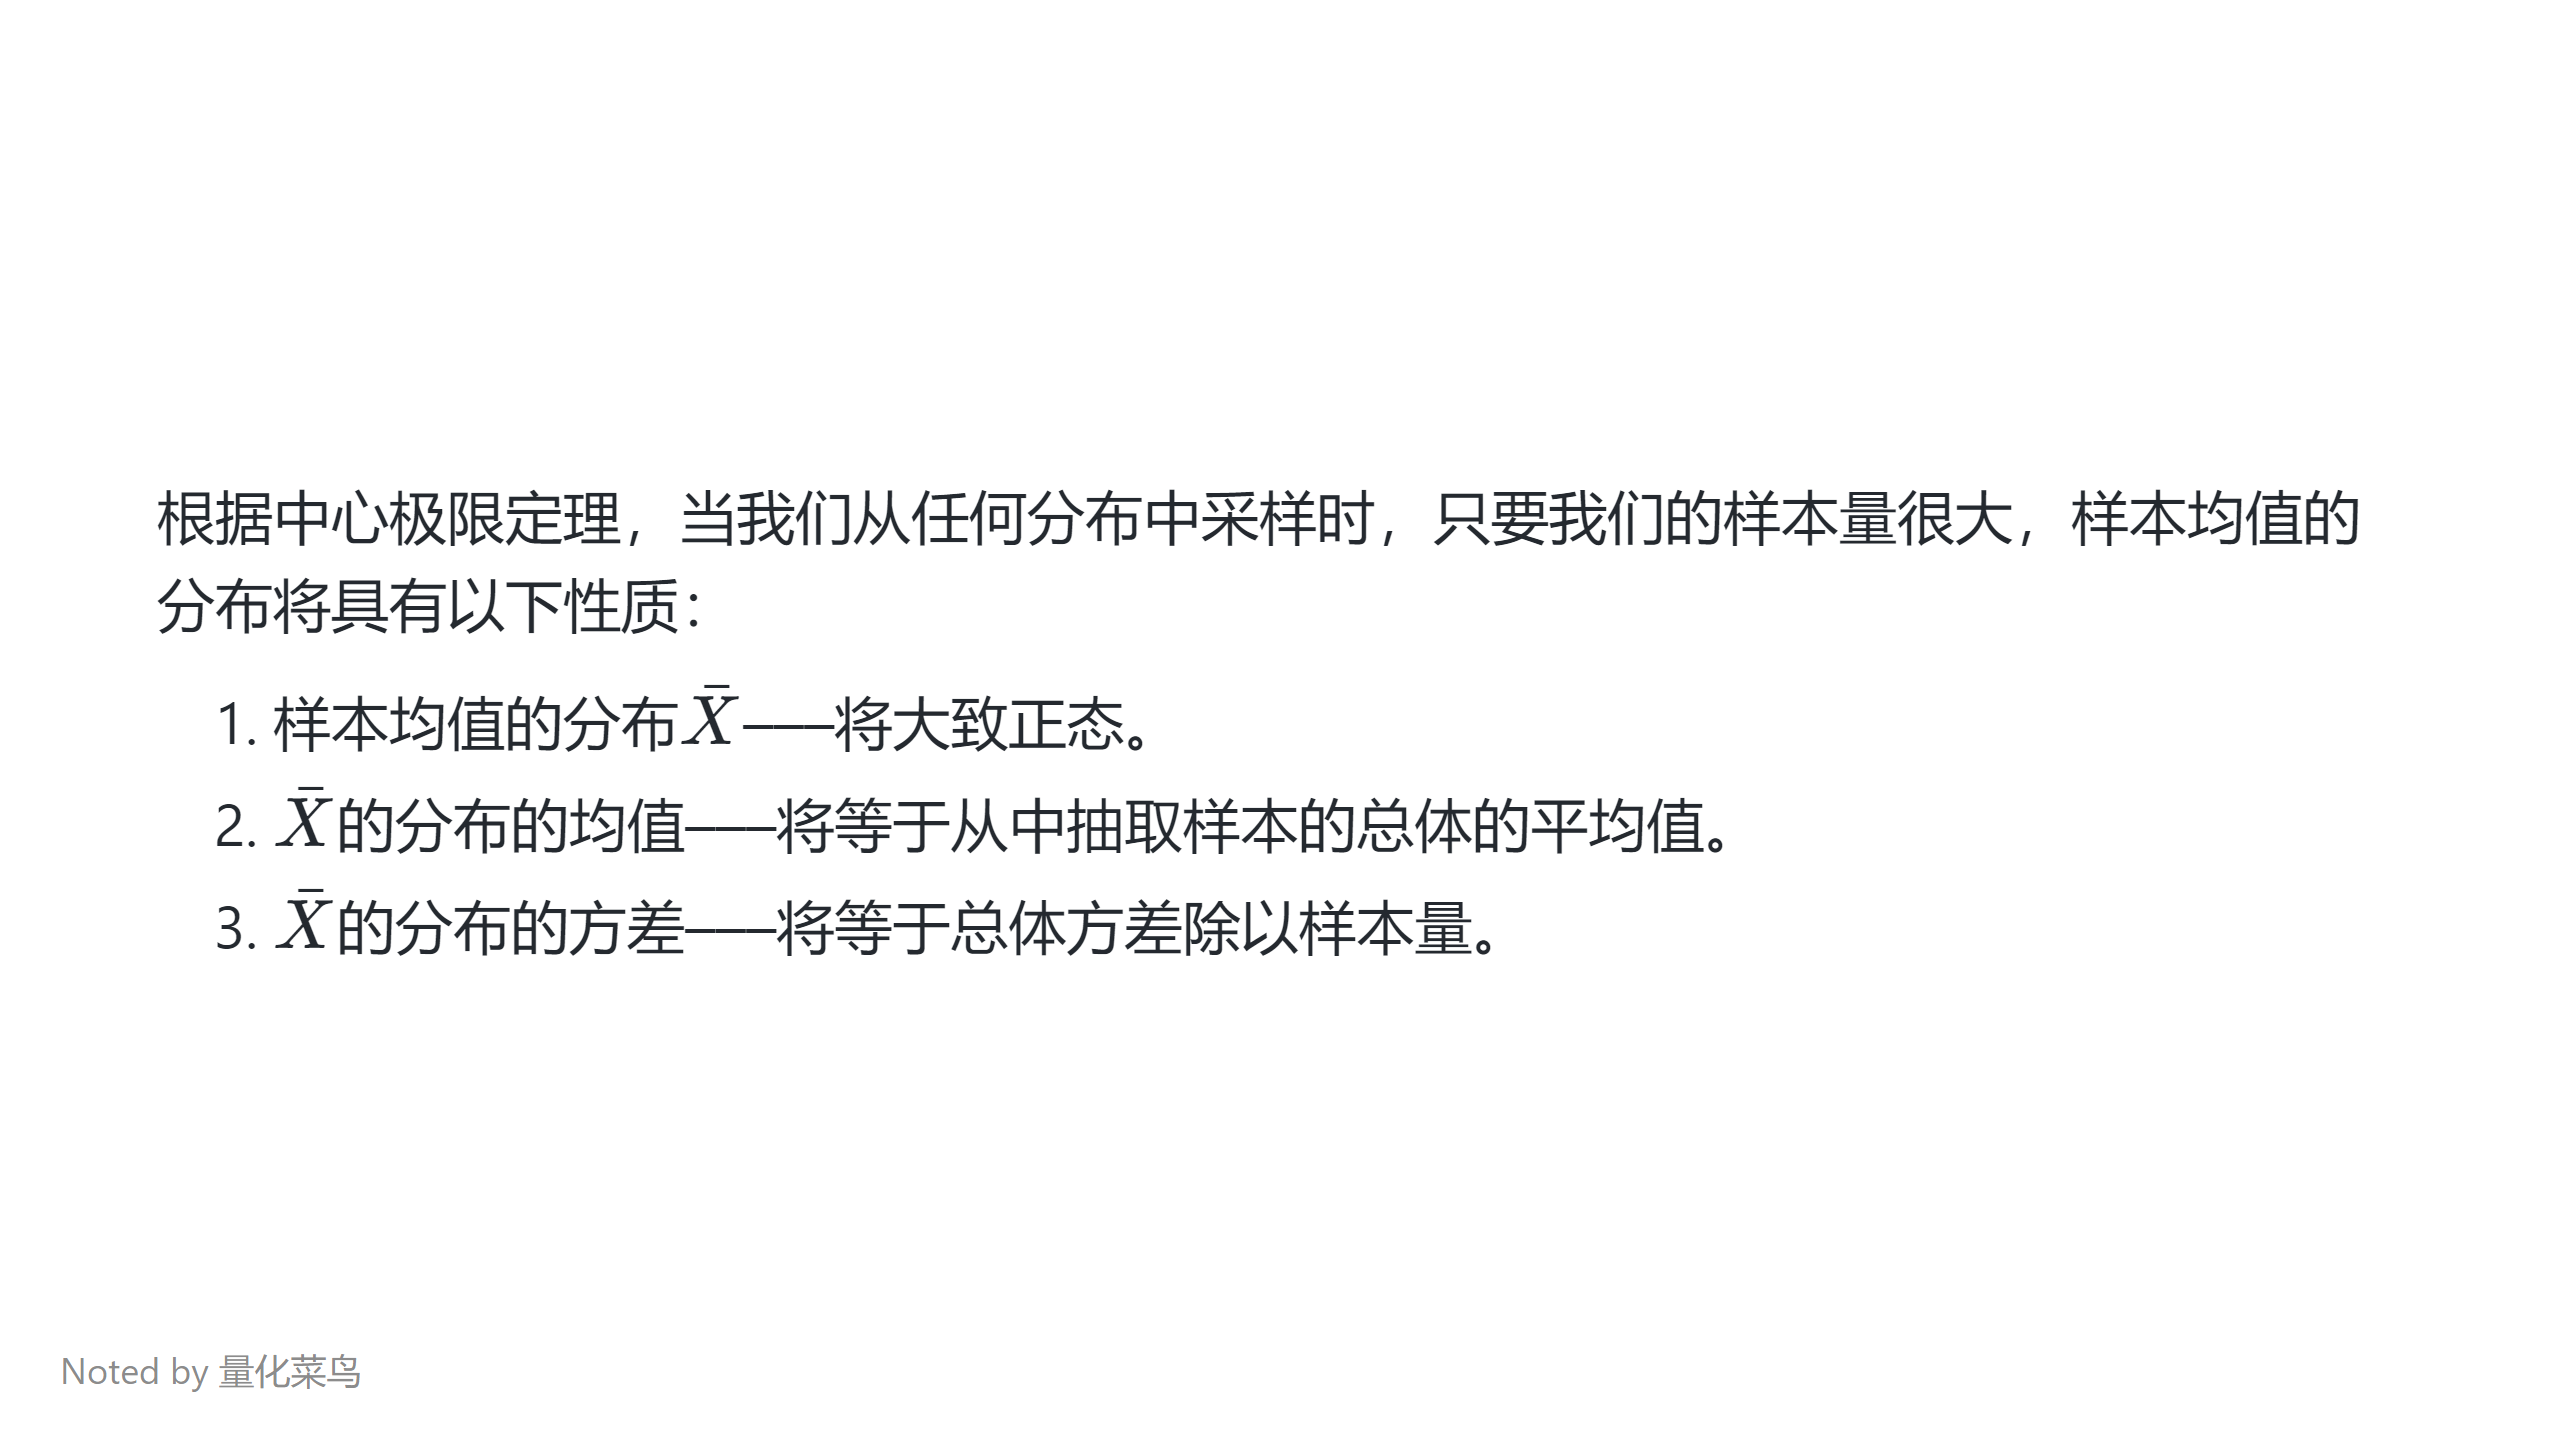 根据中心极限定理，当我们从任何分布中采样时，只要我们的样本量很大，样本均值的
分布将具有以下性质：
1. 样本均值的分布X̄ ---将大致正态。
2. X̄ 的分布的均值---将等于从中抽取样本的总体的平均值。
3. X̄ 的分布的方差---将等于总体方差除以样本量。
Noted by 量化菜鸟